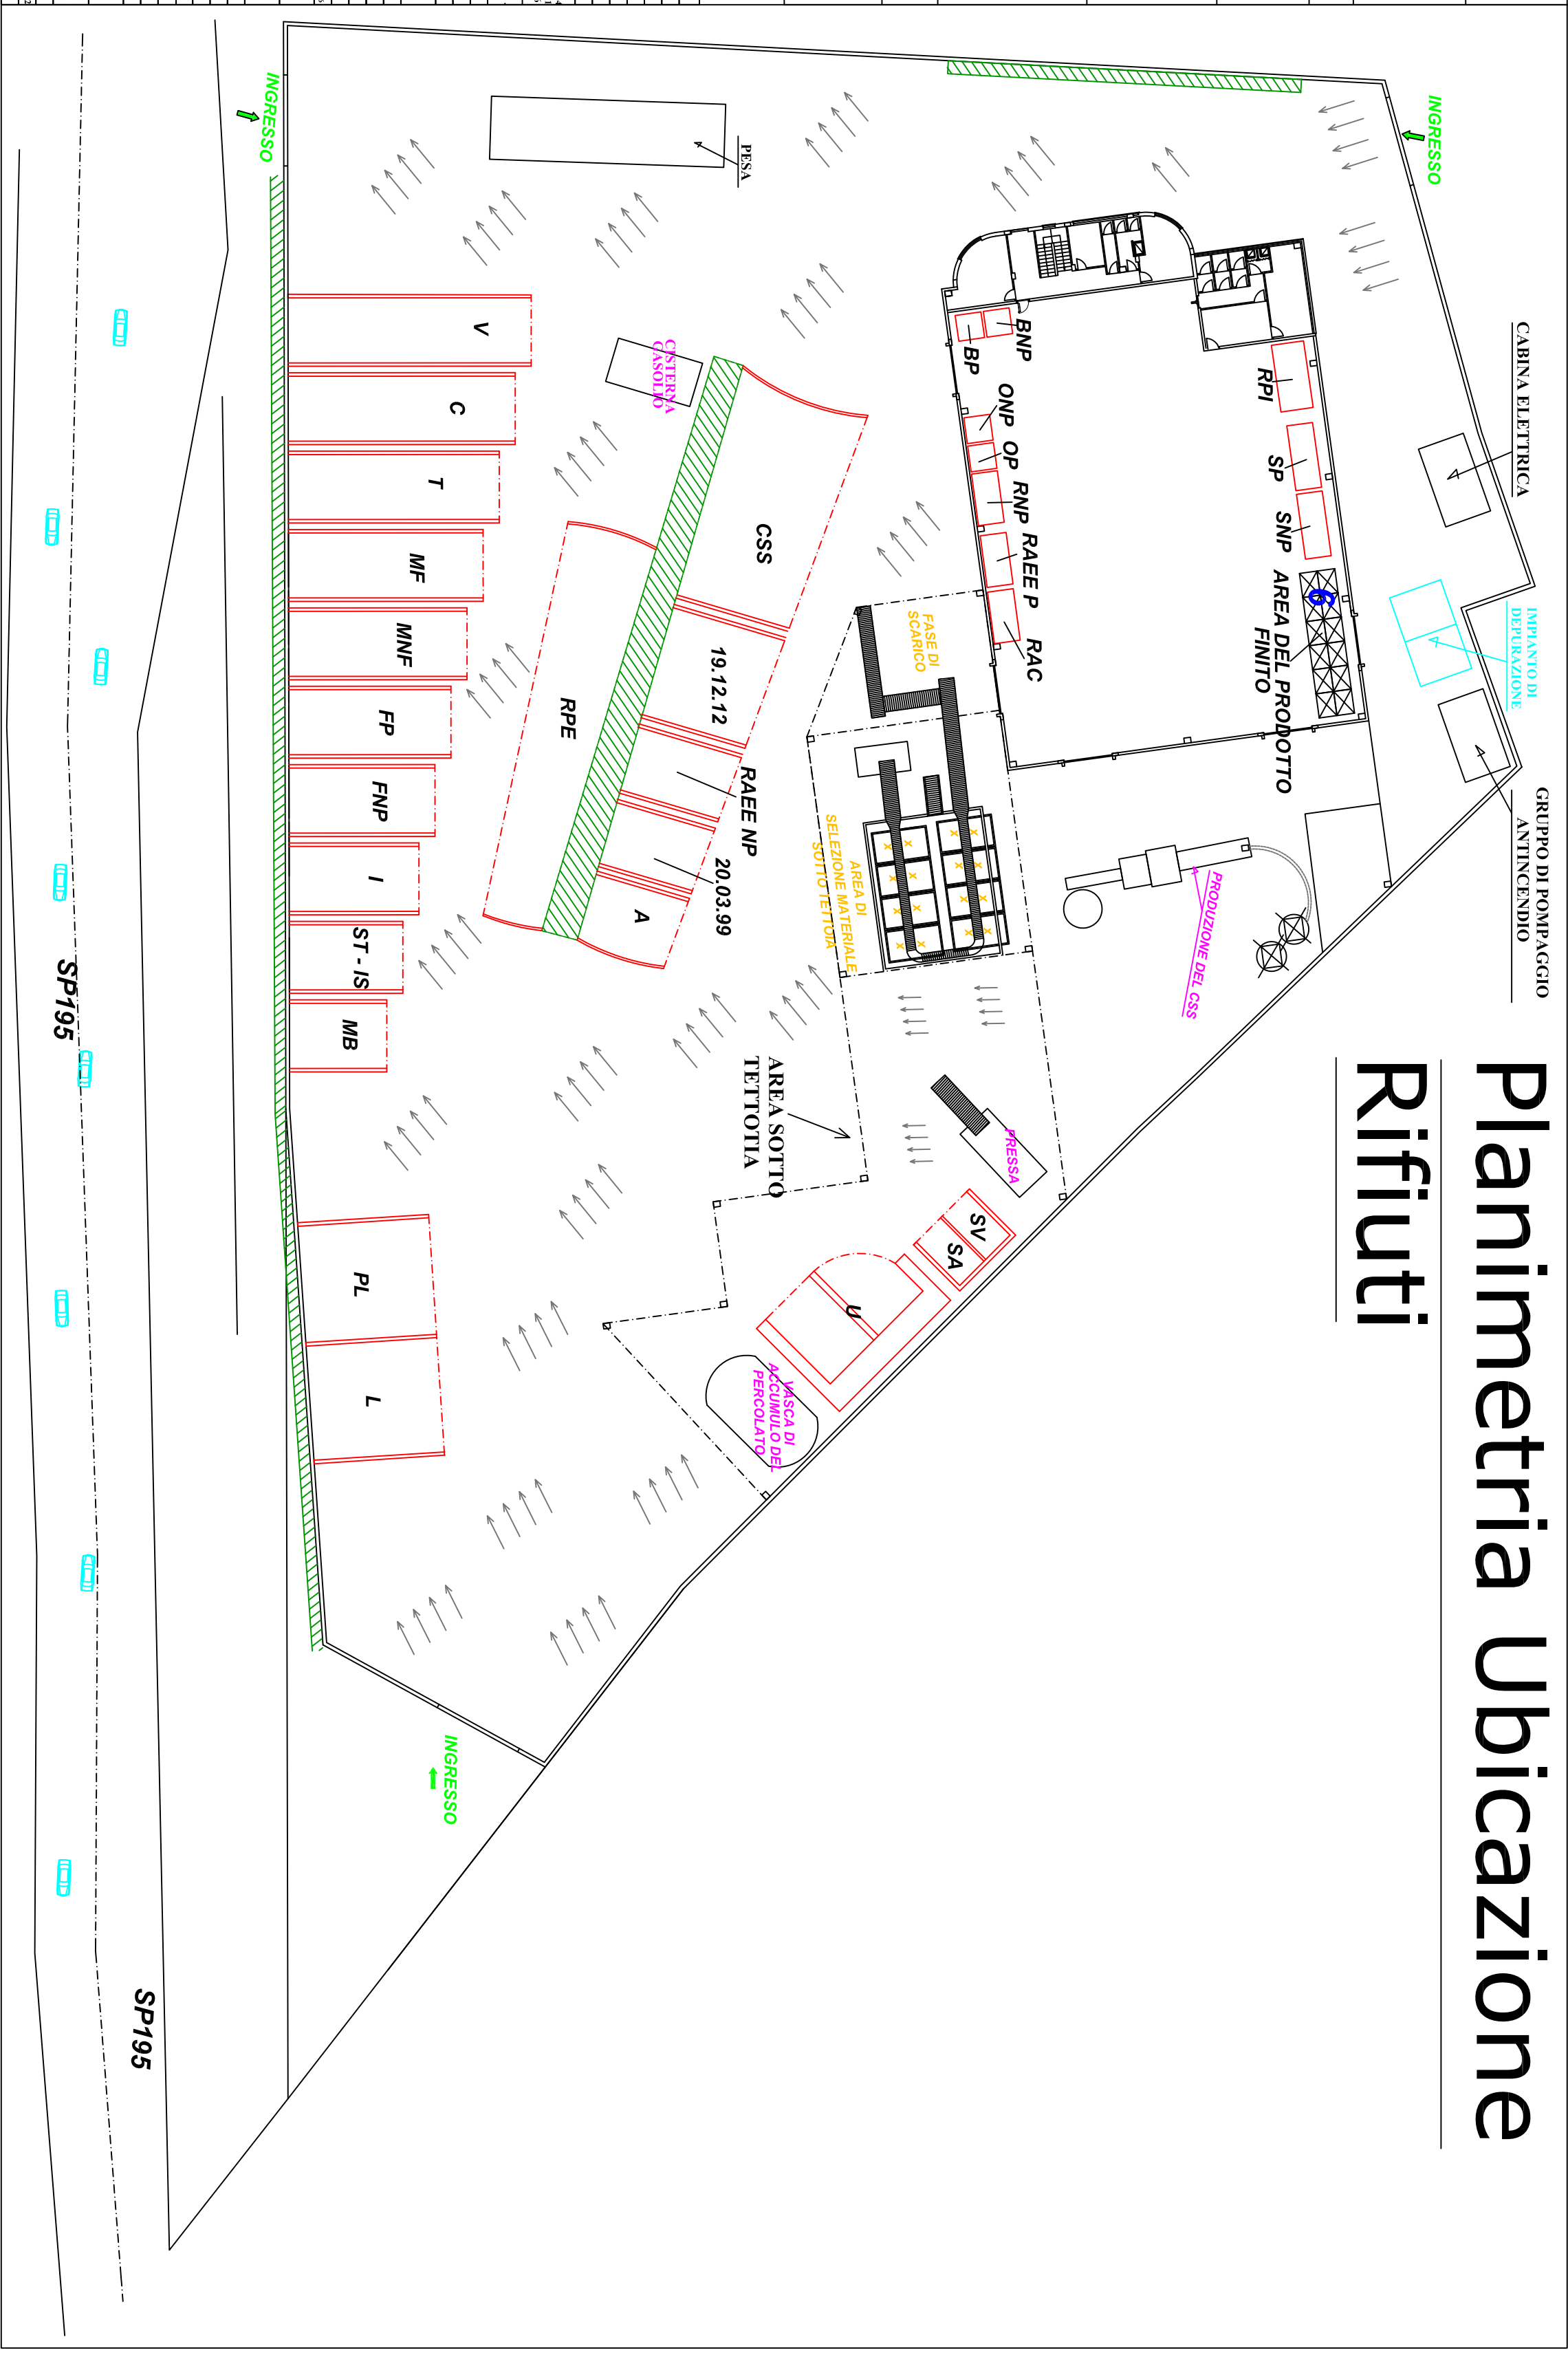 Planimetria Ubicazione
Rifiuti
INGRESSO
CABINA ELETTRICA
IMPIANTO DI
DEPURAZIONE
GRUPPO DI POMPAGGIO
ANTINCENDIO
RPI
SP
SNP
6
AREA DEL PRODOTTO
FINITO
PRODUZIONE DEL CSS
BNP
BP
ONP
OP
RNP
RAEE P
RAC
FASE DI
SCARICO
AREA DI
SELEZIONE MATERIALE
SOTTO TETTOIA
X X X X
X X X X
X X X X
X X X X
PRESSA
SV
SA
U
VASCA DI
ACCUMULO DEL
PERCOLATO
AREA SOTTO
TETTOTIA
PESA
CISTERNA
GASOLIO
CSS
19.12.12
RAEE NP
20.03.99
A
RPE
V
C
T
MF
MNF
FP
FNP
I
ST - IS
MB
PL
L
INGRESSO
INGRESSO
SP195
SP195